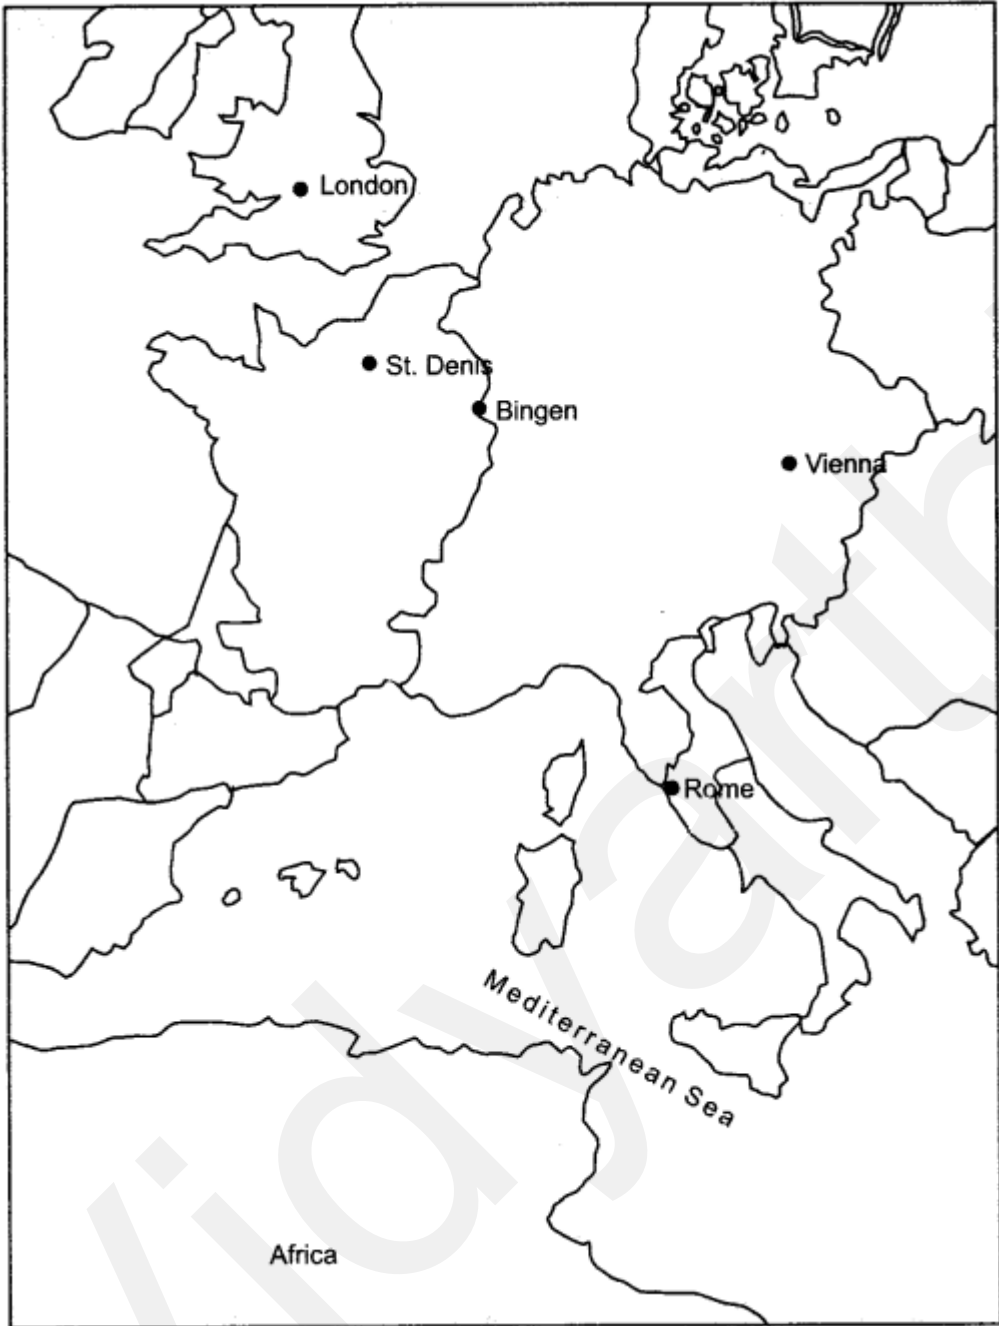 London
St. Denis
Bingen
Vienna
Rome
Mediterranean Sea
Africa